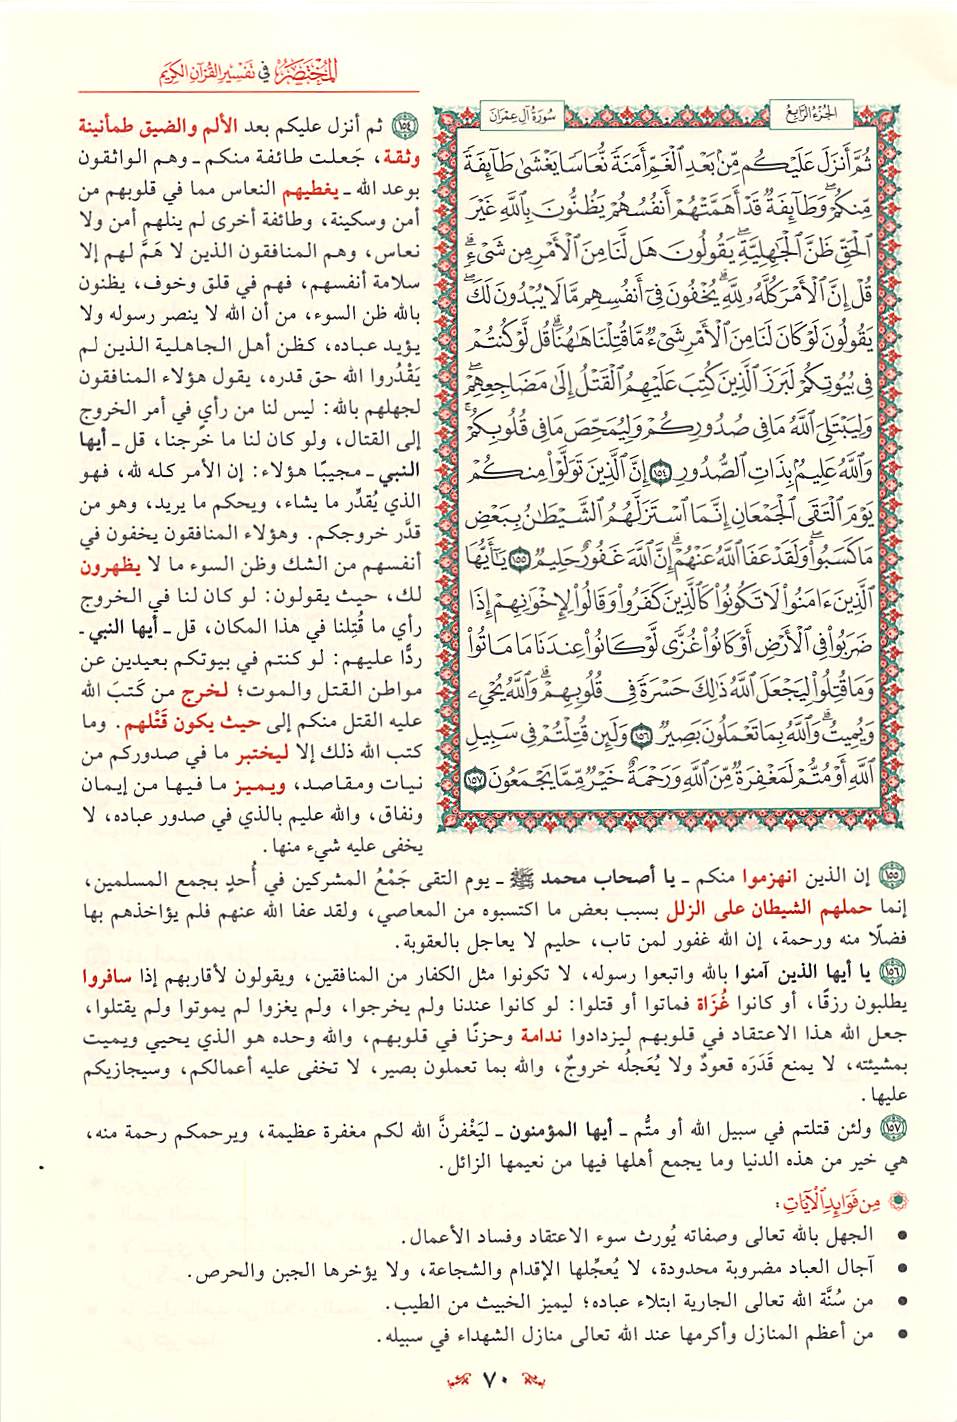 المُخْتَصَرُ في تَفْسِيرِ القُرْآنِ الكَرِيمِ
الجُزْءُ الرَّابِعُ
سُورَةُ آلِ عِمْرَانَ
ثُمَّ أَنزَلَ عَلَيْكُم مِّنۢ بَعْدِ ٱلْغَمِّ أَمَنَةً نُّعَاسًا يَغْشَىٰ طَآئِفَةً
مِّنكُمْۖ وَطَآئِفَةٌ قَدْ أَهَمَّتْهُمْ أَنفُسُهُمْ يَظُنُّونَ بِٱللَّهِ غَيْرَ
ٱلْحَقِّ ظَنَّ ٱلْجَٰهِلِيَّةِۖ يَقُولُونَ هَل لَّنَا مِنَ ٱلْأَمْرِ مِن شَىْءٍۗ
قُلْ إِنَّ ٱلْأَمْرَ كُلَّهُۥ لِلَّهِۗ يُخْفُونَ فِىٓ أَنفُسِهِم مَّا لَا يُبْدُونَ لَكَۖ
يَقُولُونَ لَوْ كَانَ لَنَا مِنَ ٱلْأَمْرِ شَىْءٌ مَّا قُتِلْنَا هَٰهُنَاۗ قُل لَّوْ كُنتُمْ
فِى بُيُوتِكُمْ لَبَرَزَ ٱلَّذِينَ كُتِبَ عَلَيْهِمُ ٱلْقَتْلُ إِلَىٰ مَضَاجِعِهِمْۖ
وَلِيَبْتَلِىَ ٱللَّهُ مَا فِى صُدُورِكُمْ وَلِيُمَحِّصَ مَا فِى قُلُوبِكُمْۚ
وَٱللَّهُ عَلِيمٌۢ بِذَاتِ ٱلصُّدُورِ ١٥٤ إِنَّ ٱلَّذِينَ تَوَلَّوْا۟ مِنكُمْ
يَوْمَ ٱلْتَقَى ٱلْجَمْعَانِ إِنَّمَا ٱسْتَزَلَّهُمُ ٱلشَّيْطَٰنُ بِبَعْضِ
مَا كَسَبُوا۟ۖ وَلَقَدْ عَفَا ٱللَّهُ عَنْهُمْۗ إِنَّ ٱللَّهَ غَفُورٌ حَلِيمٌ ١٥٥ يَٰٓأَيُّهَا
ٱلَّذِينَ ءَامَنُوا۟ لَا تَكُونُوا۟ كَٱلَّذِينَ كَفَرُوا۟ وَقَالُوا۟ لِإِخْوَٰنِهِمْ إِذَا
ضَرَبُوا۟ فِى ٱلْأَرْضِ أَوْ كَانُوا۟ غُزًّى لَّوْ كَانُوا۟ عِندَنَا مَا مَاتُوا۟
وَمَا قُتِلُوا۟ لِيَجْعَلَ ٱللَّهُ ذَٰلِكَ حَسْرَةً فِى قُلُوبِهِمْۗ وَٱللَّهُ يُحْىِۦ
وَيُمِيتُۗ وَٱللَّهُ بِمَا تَعْمَلُونَ بَصِيرٌ ١٥٦ وَلَئِن قُتِلْتُمْ فِى سَبِيلِ
ٱللَّهِ أَوْ مُتُّمْ لَمَغْفِرَةٌ مِّنَ ٱللَّهِ وَرَحْمَةٌ خَيْرٌ مِّمَّا يَجْمَعُونَ ١٥٧
١٥٤ ثم أنزل عليكم بعد الألم والضيق طمأنينة
وثقة، جَعلت طائفة منكم ـ وهم الواثقون
بوعد الله ـ يغطيهم النعاس مما في قلوبهم من
أمن وسكينة، وطائفة أخرى لم ينلهم أمن ولا
نعاس، وهم المنافقون الذين لا هَمَّ لهم إلا
سلامة أنفسهم، فهم في قلق وخوف، يظنون
بالله ظن السوء، من أن الله لا ينصر رسوله ولا
يؤيد عباده، كظن أهل الجاهلية الذين لم
يَقْدُروا الله حق قدره، يقول هؤلاء المنافقون
لجهلهم بالله: ليس لنا من رأيٍ في أمر الخروج
إلى القتال، ولو كان لنا ما خرجنا، قل ـ أيها
النبي ـ مجيبًا هؤلاء: إن الأمر كله لله، فهو
الذي يُقدِّر ما يشاء، ويحكم ما يريد، وهو من
قدَّر خروجكم. وهؤلاء المنافقون يخفون في
أنفسهم من الشك وظن السوء ما لا يظهرون
لك، حيث يقولون: لو كان لنا في الخروج
رأي ما قُتِلنا في هذا المكان، قل ـ أيها النبي ـ
ردًّا عليهم: لو كنتم في بيوتكم بعيدين عن
مواطن القتل والموت؛ لخرج من كَتبَ الله
عليه القتل منكم إلى حيث يكون قَتْلهم. وما
كتب الله ذلك إلا ليختبر ما في صدوركم من
نيات ومقاصد، ويميز ما فيها من إيمان
ونفاق، والله عليم بالذي في صدور عباده، لا
يخفى عليه شيء منها.
١٥٥ إن الذين انهزموا منكم ـ يا أصحاب محمد ﷺ ـ يوم التقى جَمْعُ المشركين في أُحدٍ بجمع المسلمين،
إنما حملهم الشيطان على الزلل بسبب بعض ما اكتسبوه من المعاصي، ولقد عفا الله عنهم فلم يؤاخذهم بها
فضلًا منه ورحمة، إن الله غفور لمن تاب، حليم لا يعاجل بالعقوبة.
١٥٦ يا أيها الذين آمنوا بالله واتبعوا رسوله، لا تكونوا مثل الكفار من المنافقين، ويقولون لأقاربهم إذا سافروا
يطلبون رزقًا، أو كانوا غُزَاة فماتوا أو قتلوا: لو كانوا عندنا ولم يخرجوا، ولم يغزوا لم يموتوا ولم يقتلوا،
جعل الله هذا الاعتقاد في قلوبهم ليزدادوا ندامة وحزنًا في قلوبهم، والله وحده هو الذي يحيي ويميت
بمشيئته، لا يمنع قَدَرَه قعودٌ ولا يُعَجلُه خروجٌ، والله بما تعملون بصير، لا تخفى عليه أعمالكم، وسيجازيكم
عليها.
١٥٧ ولئن قتلتم في سبيل الله أو متُّم ـ أيها المؤمنون ـ ليَغْفرنَّ الله لكم مغفرة عظيمة، ويرحمكم رحمة منه،
هي خير من هذه الدنيا وما يجمع أهلها فيها من نعيمها الزائل.
مِن فَوَائِدِ الْآيَاتِ:
• الجهل بالله تعالى وصفاته يُورث سوء الاعتقاد وفساد الأعمال.
• آجال العباد مضروبة محدودة، لا يُعجِّلها الإقدام والشجاعة، ولا يؤخرها الجبن والحرص.
• من سُنَّة الله تعالى الجارية ابتلاء عباده؛ ليميز الخبيث من الطيب.
• من أعظم المنازل وأكرمها عند الله تعالى منازل الشهداء في سبيله.
٧٠